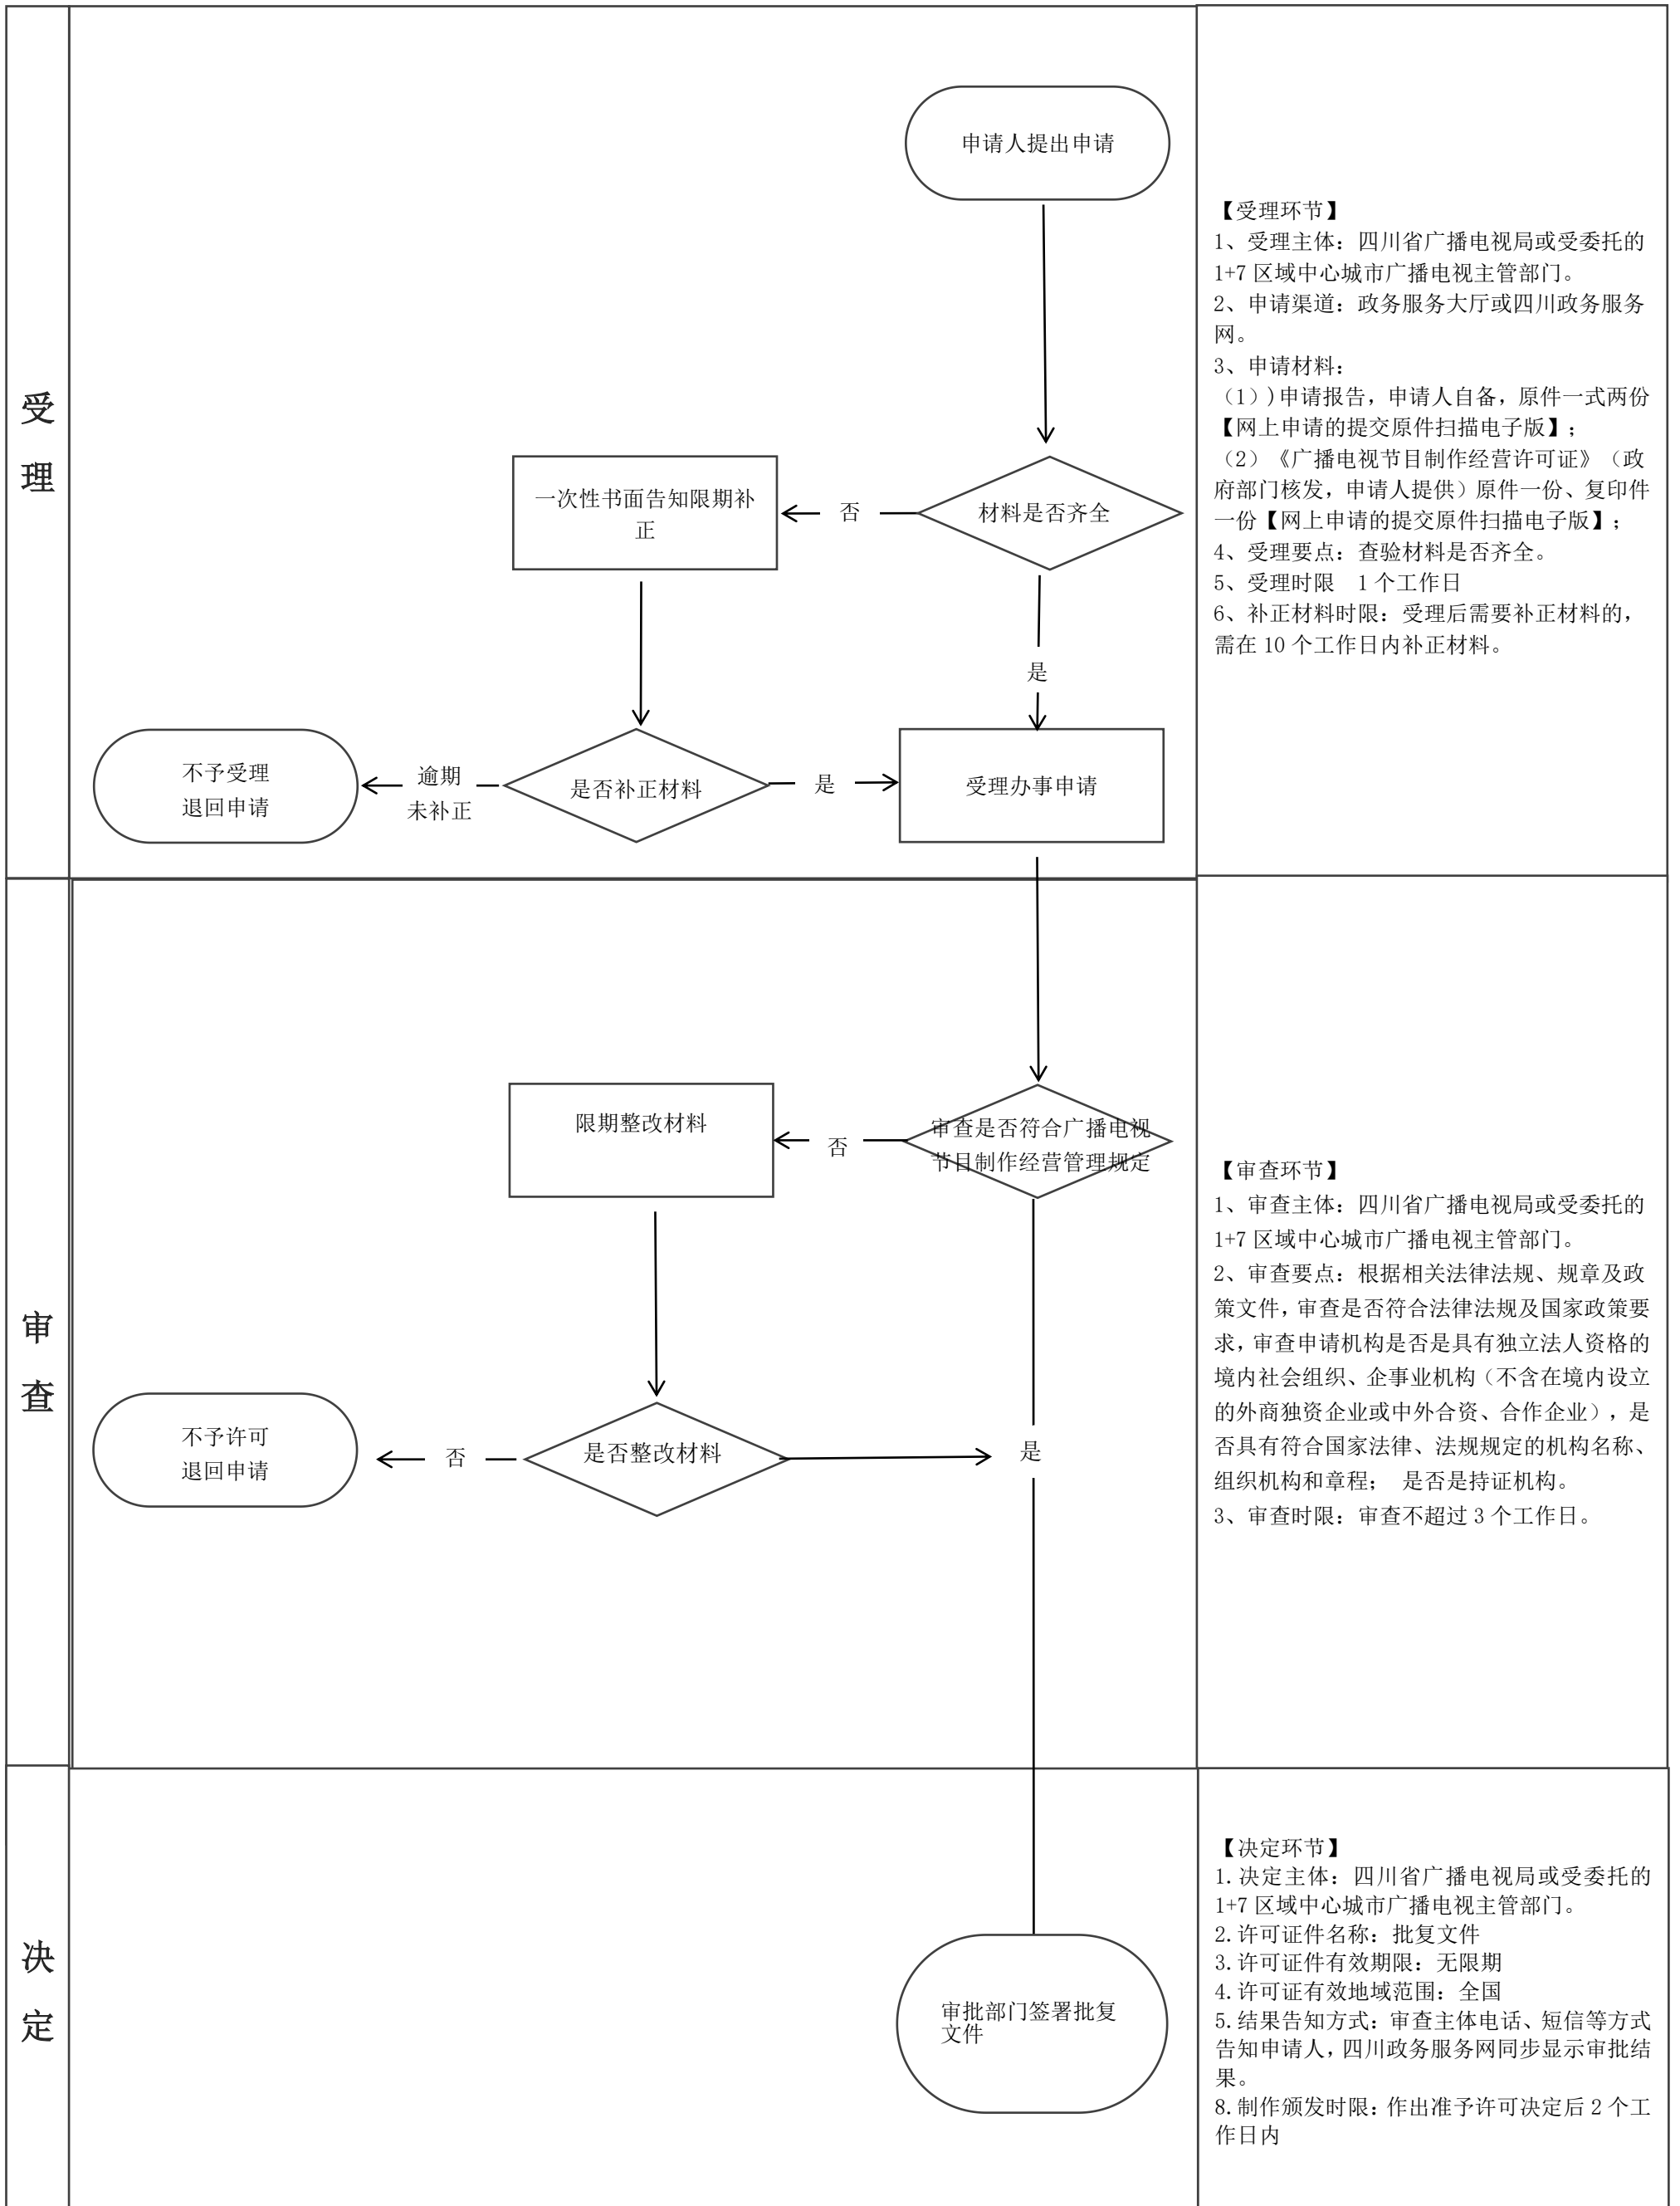 受
理
申请人提出申请
材料是否齐全
否
一次性书面告知限期补
正
是
是否补正材料
逾期
未补正
不予受理
退回申请
是
受理办事申请
【受理环节】
1、受理主体：四川省广播电视局或受委托的
1+7 区域中心城市广播电视主管部门。
2、申请渠道：政务服务大厅或四川政务服务
网。
3、申请材料：
（1））申请报告，申请人自备，原件一式两份
【网上申请的提交原件扫描电子版】；
（2）《广播电视节目制作经营许可证》（政
府部门核发，申请人提供）原件一份、复印件
一份【网上申请的提交原件扫描电子版】；
4、受理要点：查验材料是否齐全。
5、受理时限　1 个工作日
6、补正材料时限：受理后需要补正材料的，
需在 10 个工作日内补正材料。
审
查
审查是否符合广播电视
节目制作经营管理规定
否
限期整改材料
是否整改材料
否
不予许可
退回申请
是
【审查环节】
1、审查主体：四川省广播电视局或受委托的
1+7 区域中心城市广播电视主管部门。
2、审查要点：根据相关法律法规、规章及政
策文件，审查是否符合法律法规及国家政策要
求，审查申请机构是否是具有独立法人资格的
境内社会组织、企事业机构（不含在境内设立
的外商独资企业或中外合资、合作企业），是
否具有符合国家法律、法规规定的机构名称、
组织机构和章程；　是否是持证机构。
3、审查时限：审查不超过 3 个工作日。
决
定
审批部门签署批复
文件
【决定环节】
1.决定主体：四川省广播电视局或受委托的
1+7 区域中心城市广播电视主管部门。
2.许可证件名称：批复文件
3.许可证件有效期限：无限期
4.许可证有效地域范围：全国
5.结果告知方式：审查主体电话、短信等方式
告知申请人，四川政务服务网同步显示审批结
果。
8.制作颁发时限：作出准予许可决定后 2 个工
作日内